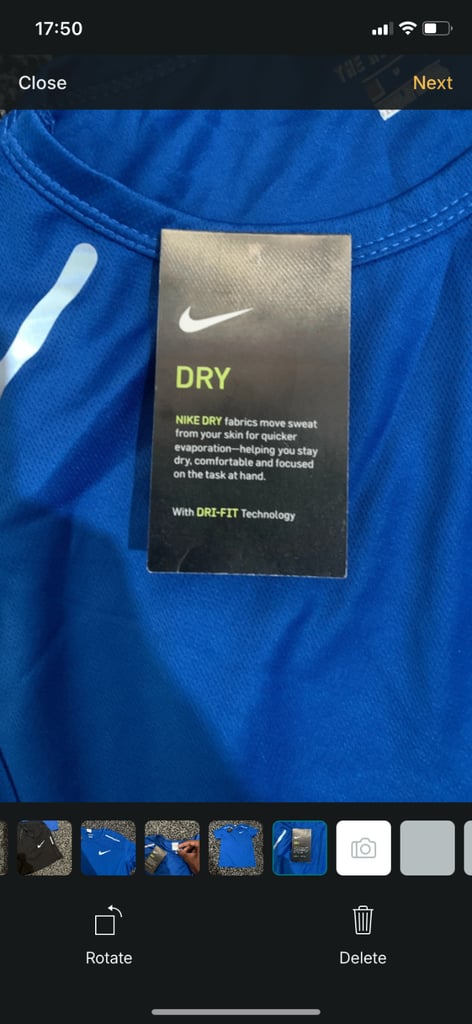 17:50
Close
Next
DRY
NIKE DRY fabrics move sweat
from your skin for quicker
evaporation—helping you stay
dry, comfortable and focused
on the task at hand.
With DRI-FIT Technology
Rotate
Delete